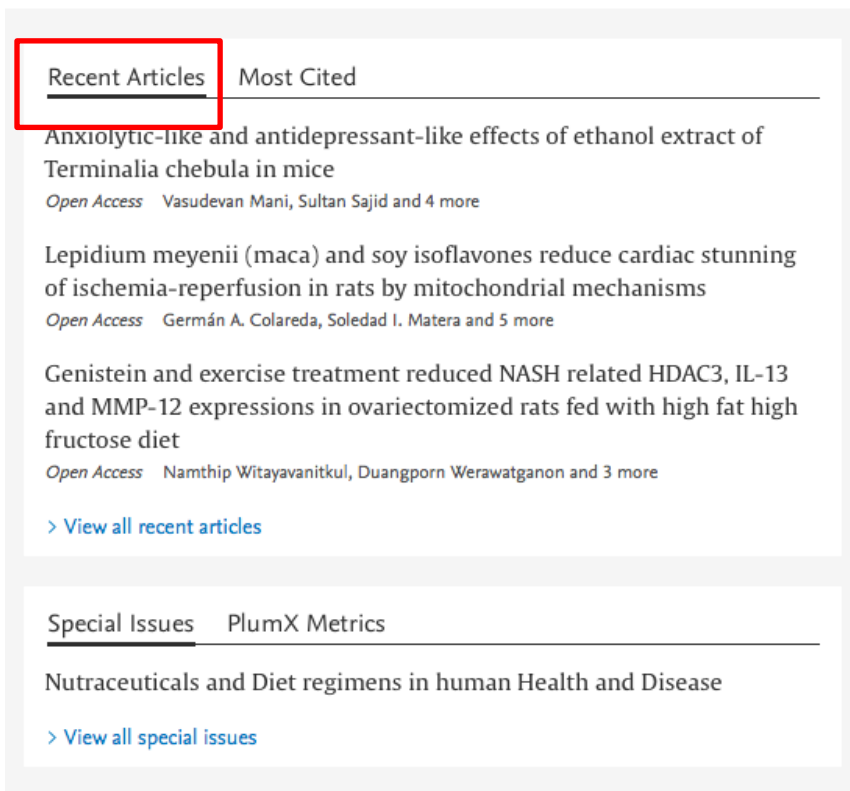 Recent Articles Most Cited
Anxiolytic-like and antidepressant-like effects of ethanol extract of
Terminalia chebula in mice
Open Access Vasudevan Mani, Sultan Sajid and 4 more
Lepidium meyenii (maca) and soy isoflavones reduce cardiac stunning
of ischemia-reperfusion in rats by mitochondrial mechanisms
Open Access Germán A. Colareda, Soledad I. Matera and 5 more
Genistein and exercise treatment reduced NASH related HDAC3, IL-13
and MMP-12 expressions in ovariectomized rats fed with high fat high
fructose diet
Open Access Namthip Witayavanitkul, Duangporn Werawatganon and 3 more
> View all recent articles
Special Issues PlumX Metrics
Nutraceuticals and Diet regimens in human Health and Disease
> View all special issues